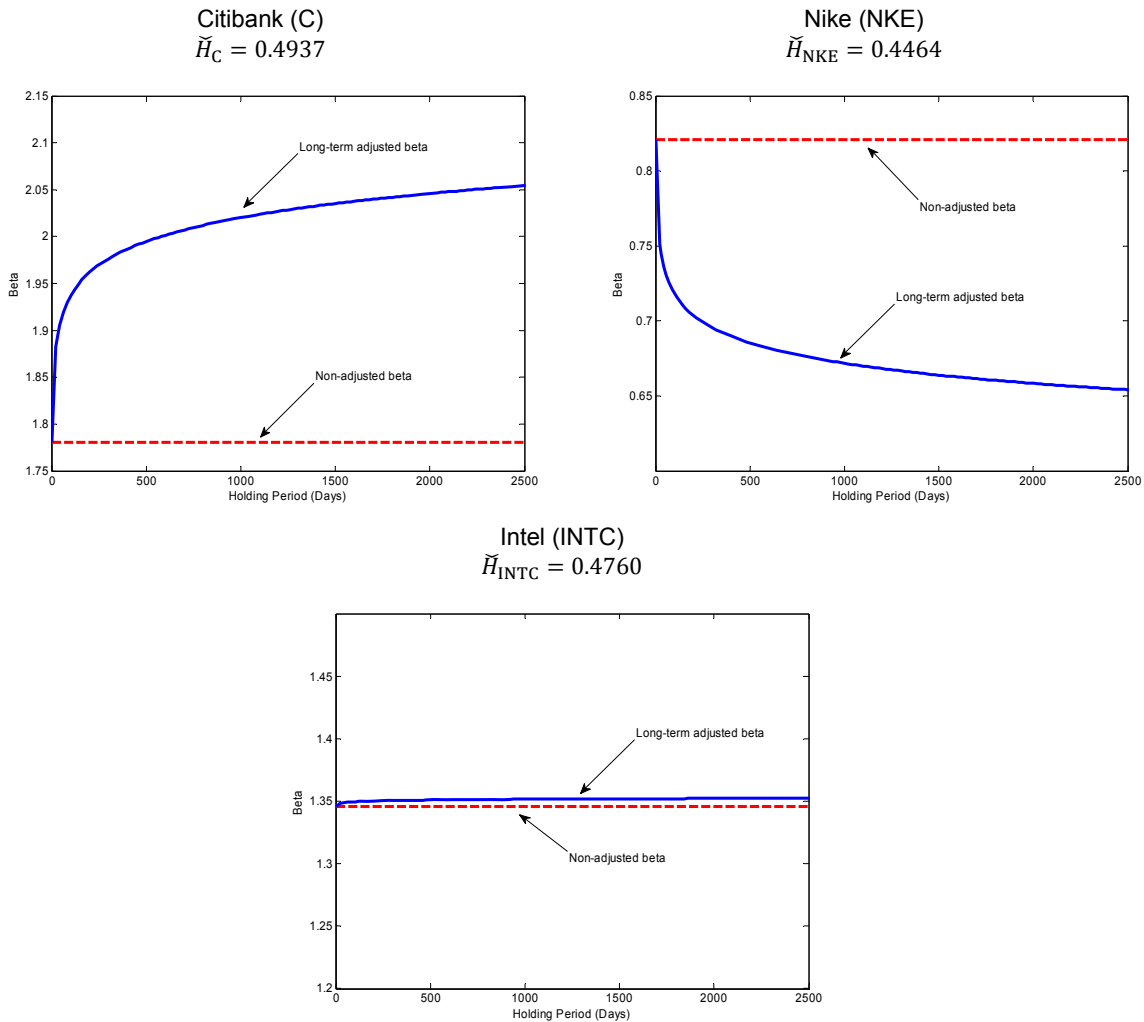 Citibank (C)
H̆C = 0.4937
2.15
2.1
2.05
2
1.95
1.9
1.85
1.8
1.75
Beta
Long-term adjusted beta
Non-adjusted beta
0 500 1000 1500 2000 2500
Holding Period (Days)
Nike (NKE)
H̆NKE = 0.4464
0.85
0.8
0.75
0.7
0.65
Beta
Non-adjusted beta
Long-term adjusted beta
0 500 1000 1500 2000 2500
Holding Period (Days)
Intel (INTC)
H̆INTC = 0.4760
1.45
1.4
1.35
1.3
1.25
1.2
Beta
Long-term adjusted beta
Non-adjusted beta
0 500 1000 1500 2000 2500
Holding Period (Days)